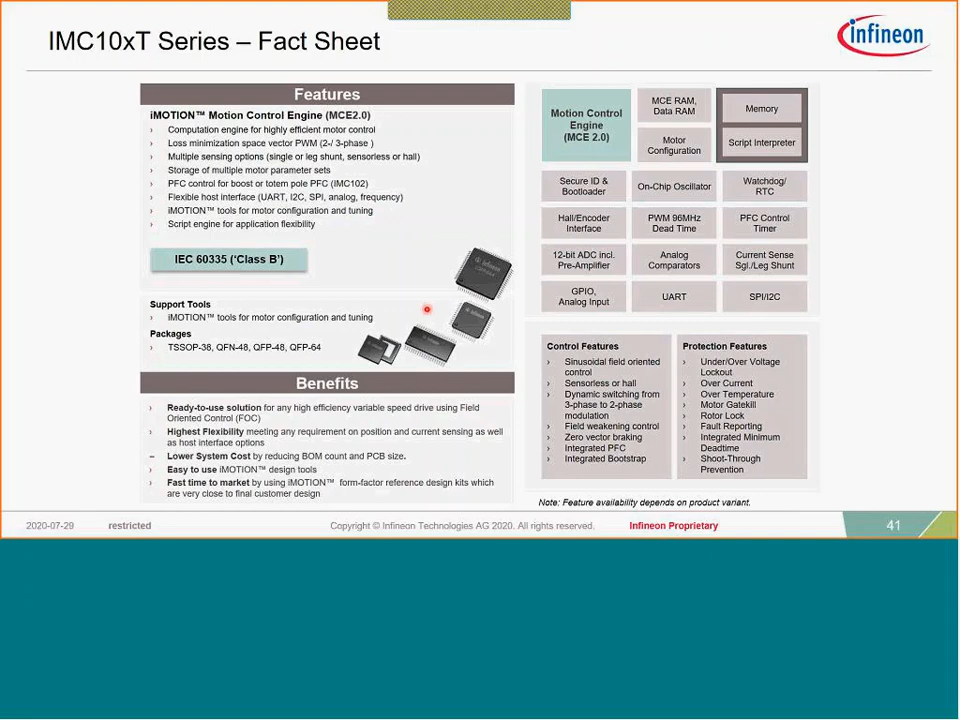 IMC10xT Series – Fact Sheet
infineon
Features
iMOTION™ Motion Control Engine (MCE2.0)
› Computation engine for highly efficient motor control
› Loss minimization space vector PWM (2-/ 3-phase )
› Multiple sensing options (single or leg shunt, sensorless or hall)
› Storage of multiple motor parameter sets
› PFC control for boost or totem pole PFC (IMC102)
› Flexible host interface (UART, I2C, SPI, analog, frequency)
› iMOTION™ tools for motor configuration and tuning
› Script engine for application flexibility
IEC 60335 (‘Class B’)
Support Tools
› iMOTION™ tools for motor configuration and tuning
Packages
› TSSOP-38, QFN-48, QFP-48, QFP-64
Benefits
› Ready-to-use solution for any high efficiency variable speed drive using Field
Oriented Control (FOC)
› Highest Flexibility meeting any requirement on position and current sensing as well
as host interface options
– Lower System Cost by reducing BOM count and PCB size.
› Easy to use iMOTION™ design tools
› Fast time to market by using iMOTION™ form-factor reference design kits which
are very close to final customer design
Motion Control
Engine
(MCE 2.0)
MCE RAM,
Data RAM
Memory
Motor
Configuration
Script Interpreter
Secure ID &
Bootloader
On-Chip Oscillator
Watchdog/
RTC
Hall/Encoder
Interface
PWM 96MHz
Dead Time
PFC Control
Timer
12-bit ADC incl.
Pre-Amplifier
Analog
Comparators
Current Sense
Sgl./Leg Shunt
GPIO,
Analog Input
UART
SPI/I2C
Control Features
› Sinusoidal field oriented
control
› Sensorless or hall
› Dynamic switching from
3-phase to 2-phase
modulation
› Field weakening control
› Zero vector braking
› Integrated PFC
› Integrated Bootstrap
Protection Features
› Under/Over Voltage
Lockout
› Over Current
› Over Temperature
› Motor Gatekill
› Rotor Lock
› Fault Reporting
› Integrated Minimum
Deadtime
› Shoot-Through
Prevention
Note: Feature availability depends on product variant.
2020-07-29 restricted Copyright © Infineon Technologies AG 2020. All rights reserved. Infineon Proprietary 41